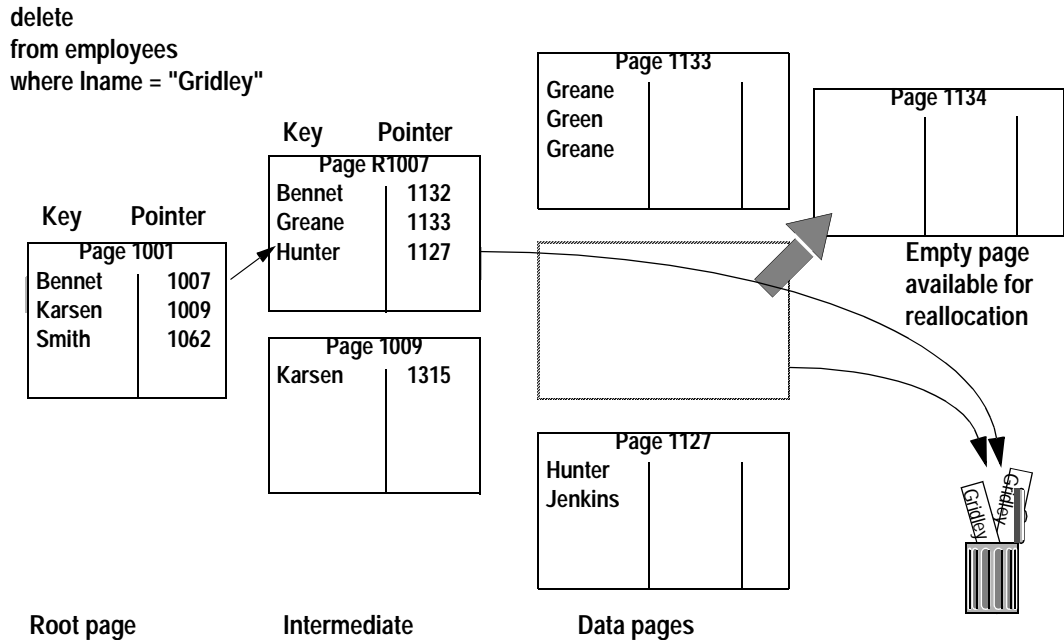 delete
from employees
where lname = "Gridley"
Key Pointer
Page 1001
Bennet 1007
Karsen 1009
Smith 1062
Key Pointer
Page R1007
Bennet 1132
Greane 1133
Hunter 1127
Page 1009
Karsen 1315
Page 1133
Greane
Green
Greane
Page 1134
Empty page
available for
reallocation
Page 1127
Hunter
Jenkins
Gridley
Gridley
Root page
Intermediate
Data pages